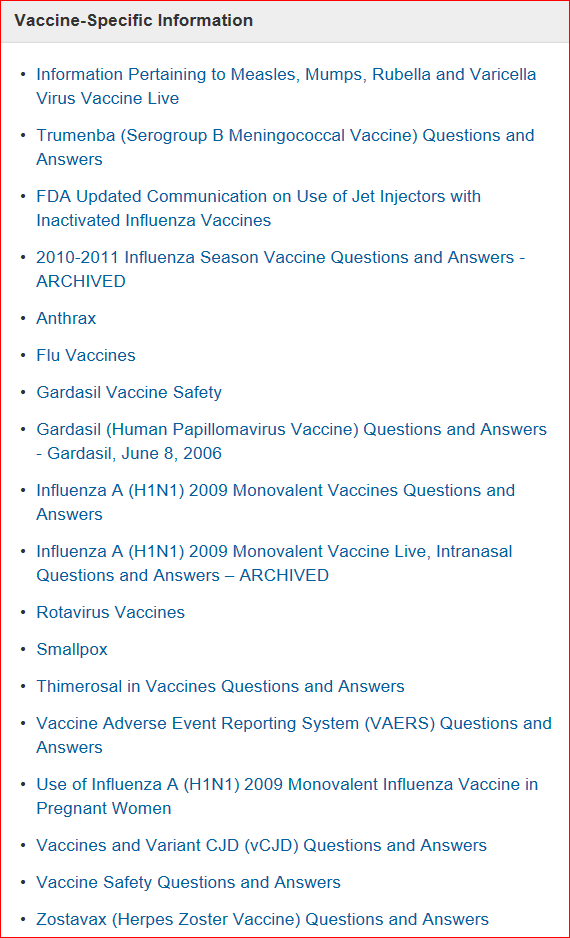 Vaccine-Specific Information
• Information Pertaining to Measles, Mumps, Rubella and Varicella
Virus Vaccine Live
• Trumenba (Serogroup B Meningococcal Vaccine) Questions and
Answers
• FDA Updated Communication on Use of Jet Injectors with
Inactivated Influenza Vaccines
• 2010-2011 Influenza Season Vaccine Questions and Answers -
ARCHIVED
• Anthrax
• Flu Vaccines
• Gardasil Vaccine Safety
• Gardasil (Human Papillomavirus Vaccine) Questions and Answers
- Gardasil, June 8, 2006
• Influenza A (H1N1) 2009 Monovalent Vaccines Questions and
Answers
• Influenza A (H1N1) 2009 Monovalent Vaccine Live, Intranasal
Questions and Answers – ARCHIVED
• Rotavirus Vaccines
• Smallpox
• Thimerosal in Vaccines Questions and Answers
• Vaccine Adverse Event Reporting System (VAERS) Questions and
Answers
• Use of Influenza A (H1N1) 2009 Monovalent Influenza Vaccine in
Pregnant Women
• Vaccines and Variant CJD (vCJD) Questions and Answers
• Vaccine Safety Questions and Answers
• Zostavax (Herpes Zoster Vaccine) Questions and Answers